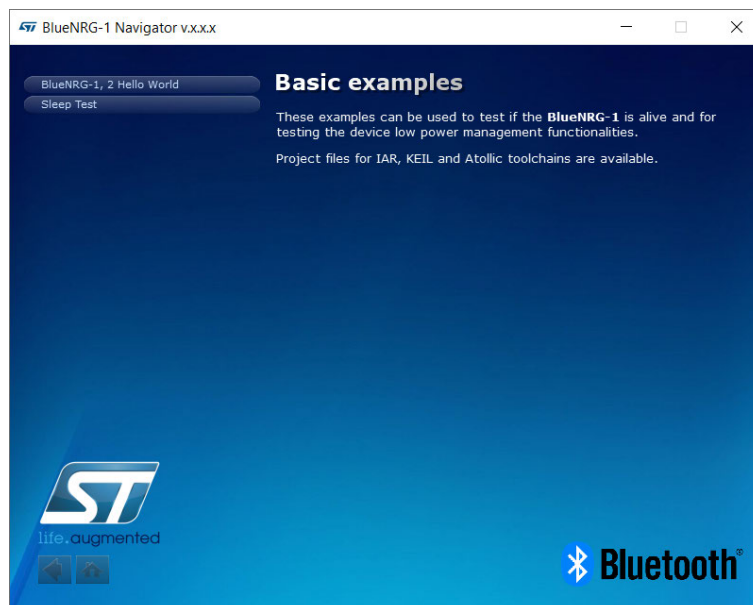 BlueNRG-1 Navigator v.x.x.x
BlueNRG-1, 2 Hello World
Sleep Test
Basic examples
These examples can be used to test if the BlueNRG-1 is alive and for
testing the device low power management functionalities.
Project files for IAR, KEIL and Atollic toolchains are available.
ST
life.augmented
Bluetooth®